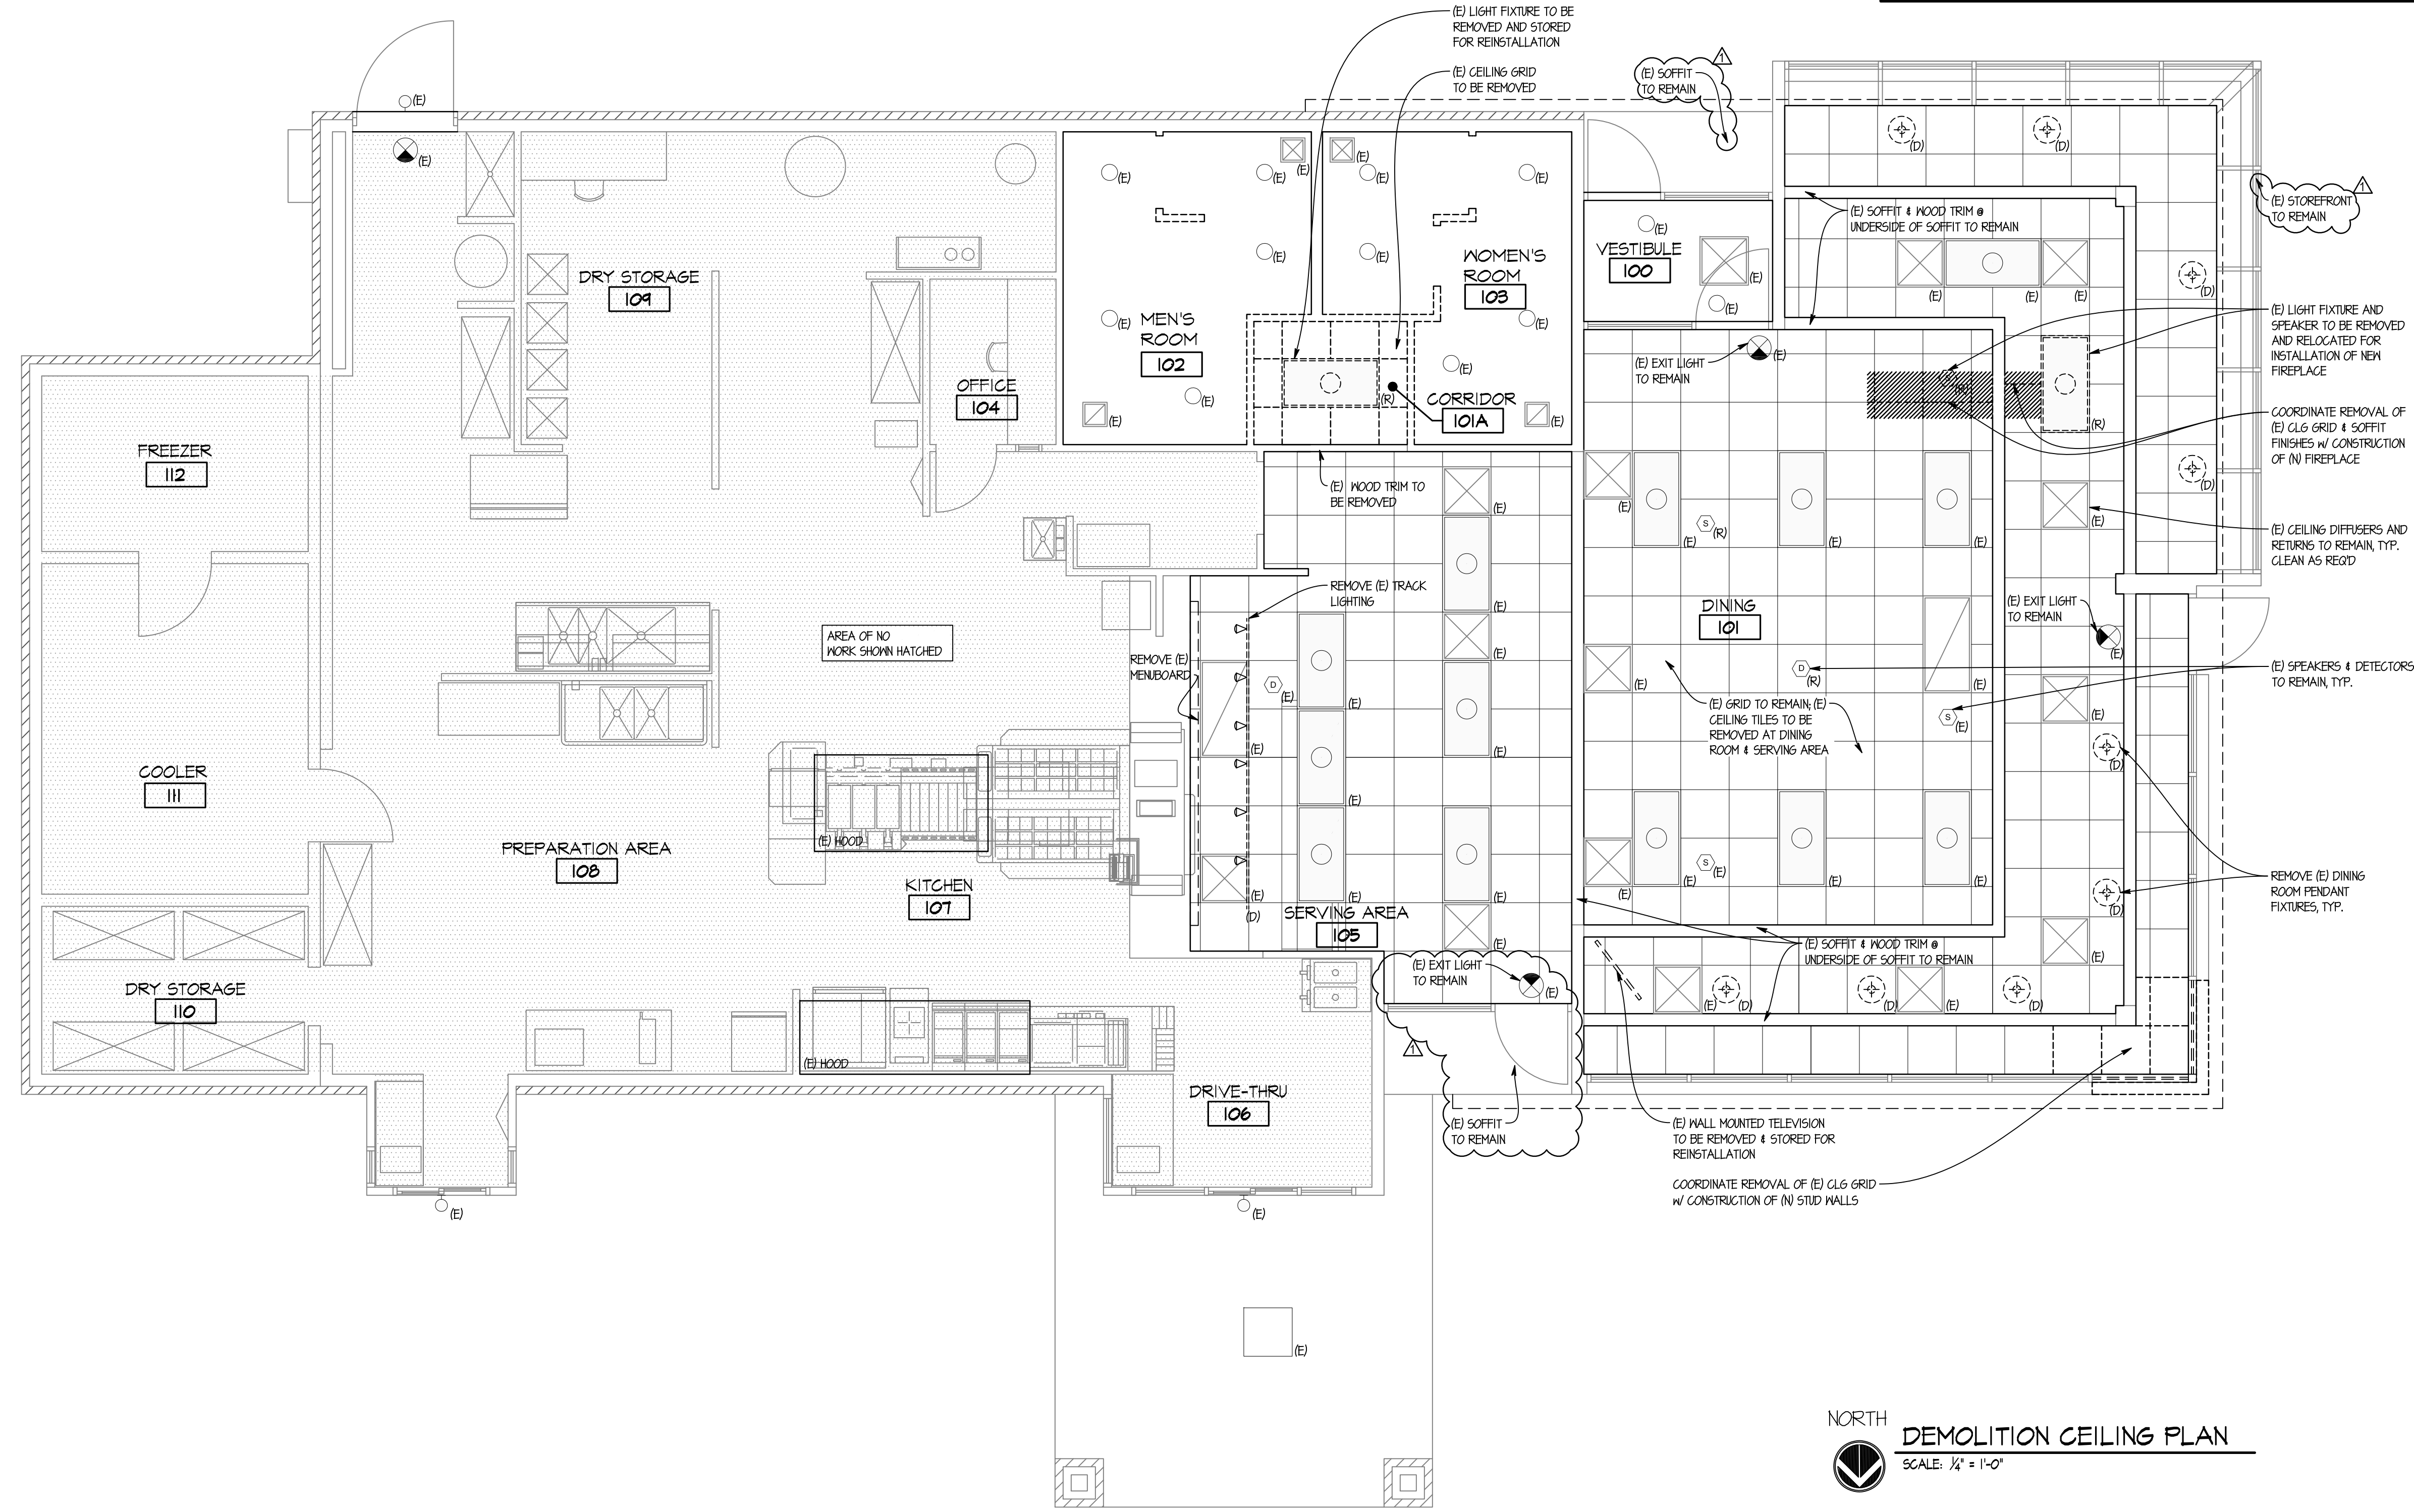 (E) LIGHT FIXTURE TO BE
REMOVED AND STORED
FOR REINSTALLATION
(E) CEILING GRID
TO BE REMOVED
(E) SOFFIT
TO REMAIN
1
(E)
(E)
(E)
(E)
(E)
(E)
(E)
(E)
(D)
(D)
1
(E) STOREFRONT
TO REMAIN
(E) SOFFIT & WOOD TRIM @
UNDERSIDE OF SOFFIT TO REMAIN
(E)
VESTIBULE
100
(E)
(E)
(E)
(E)
WOMEN'S
ROOM
103
(E)
DRY STORAGE
109
(E)
(E)
(E)
(D)
(E)
MEN'S
ROOM
102
(E)
(E) LIGHT FIXTURE AND
SPEAKER TO BE REMOVED
AND RELOCATED FOR
INSTALLATION OF NEW
FIREPLACE
(E) EXIT LIGHT
TO REMAIN
(E)
(E)
S
(R)
OFFICE
104
(E)
(R)
CORRIDOR
101A
(E)
(E)
(R)
COORDINATE REMOVAL OF
(E) CLG GRID & SOFFIT
FINISHES W/ CONSTRUCTION
OF (N) FIREPLACE
FREEZER
112
(E) WOOD TRIM TO
BE REMOVED
(E)
(E)
S
(R)
(E)
(E)
(E)
(D)
(E)
(E) CEILING DIFFUSERS AND
RETURNS TO REMAIN, TYP.
CLEAN AS REQ'D
REMOVE (E) TRACK
LIGHTING
(E)
DINING
101
(E) EXIT LIGHT
TO REMAIN
(E)
AREA OF NO
WORK SHOWN HATCHED
REMOVE (E)
MENUBOARD
D
(E)
(E)
(E)
D
(R)
(E)
(E) SPEAKERS & DETECTORS
TO REMAIN, TYP.
(E)
(E)
(E)
(E) GRID TO REMAIN; (E)
CEILING TILES TO BE
REMOVED AT DINING
ROOM & SERVING AREA
S
(E)
(E)
(D)
COOLER
111
(E)
(E) HOOD
PREPARATION AREA
108
KITCHEN
107
(E)
(D)
(E)
(E)
(E)
(E)
S
(E)
(E)
(E)
(D)
REMOVE (E) DINING
ROOM PENDANT
FIXTURES, TYP.
SERVING AREA
105
(E)
(E) SOFFIT & WOOD TRIM @
UNDERSIDE OF SOFFIT TO REMAIN
(E)
(E) EXIT LIGHT
TO REMAIN
(E)
(E)
(D)
(D)
(E)
(D)
DRY STORAGE
110
(E) HOOD
1
DRIVE-THRU
106
(E) SOFFIT
TO REMAIN
(E) WALL MOUNTED TELEVISION
TO BE REMOVED & STORED FOR
REINSTALLATION
COORDINATE REMOVAL OF (E) CLG GRID
W/ CONSTRUCTION OF (N) STUD WALLS
(E)
(E)
(E)
NORTH
DEMOLITION CEILING PLAN
SCALE: 1/4" = 1'-0"